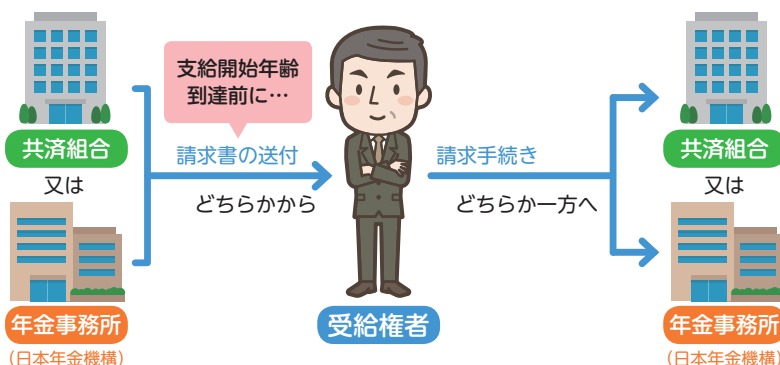 支給開始年齢
到達前に…
共済組合
又は
年金事務所
（日本年金機構）
請求書の送付
どちらかから
受給権者
請求手続き
どちらか一方へ
共済組合
又は
年金事務所
（日本年金機構）